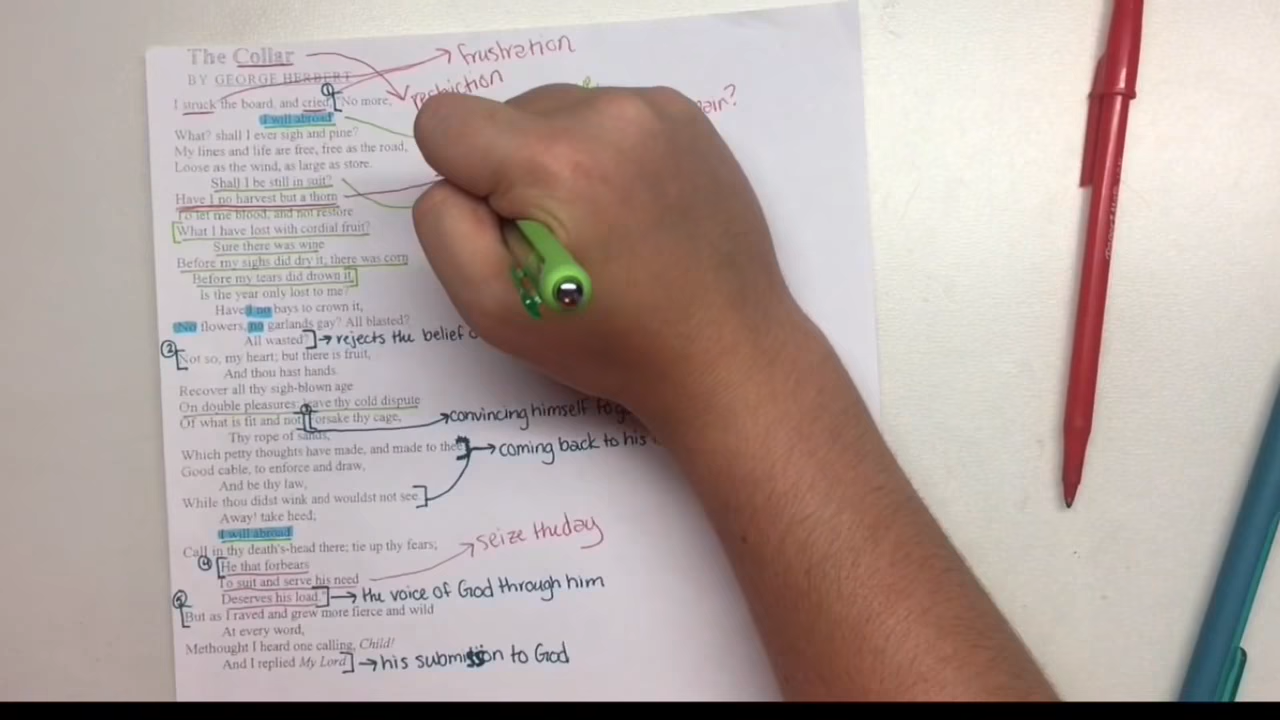 The Collar
frustration
BY GEORGE HERBERT
restriction
1
I struck the board, and cried, "No more;
I will abroad
What? shall I ever sigh and pine?
My lines and life are free, free as the road,
Loose as the wind, as large as store.
Shall I be still in suit?
Have I no harvest but a thorn
To let me blood, and not restore
What I have lost with cordial fruit?
Sure there was wine
Before my sighs did dry it; there was corn
Before my tears did drown it.
Is the year only lost to me?
Have I no bays to crown it,
No flowers, no garlands gay? All blasted?
All wasted? → rejects the belief
2
Not so, my heart; but there is fruit,
And thou hast hands.
Recover all thy sigh-blown age
On double pleasures: leave thy cold dispute
Of what is fit and not. Forsake thy cage,
convincing himself to
Thy rope of sands,
Which petty thoughts have made, and made to thee
coming back to his
Good cable, to enforce and draw,
And be thy law,
While thou didst wink and wouldst not see.
Away! take heed;
I will abroad
seize the day
Call in thy death's-head there; tie up thy fears;
He that forbears
To suit and serve his need
Deserves his load." → the voice of God through him
But as I raved and grew more fierce and wild
At every word,
Methought I heard one calling, Child!
And I replied My Lord → his submission to God